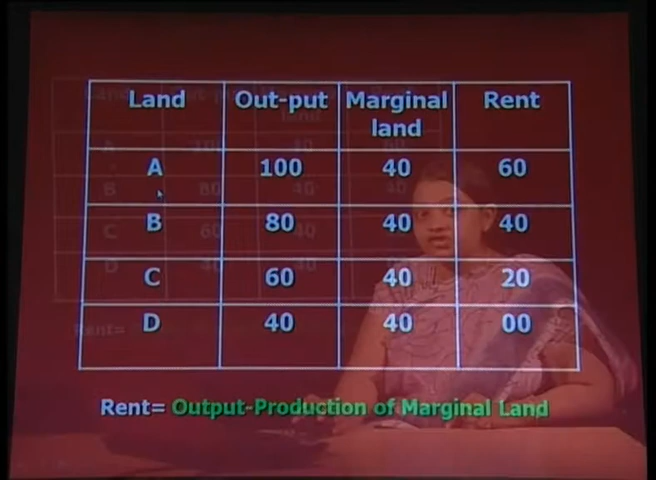 Land Out-put Marginal land Rent
A 100 40 60
B 80 40 40
C 60 40 20
D 40 40 00
Rent= Output-Production of Marginal Land